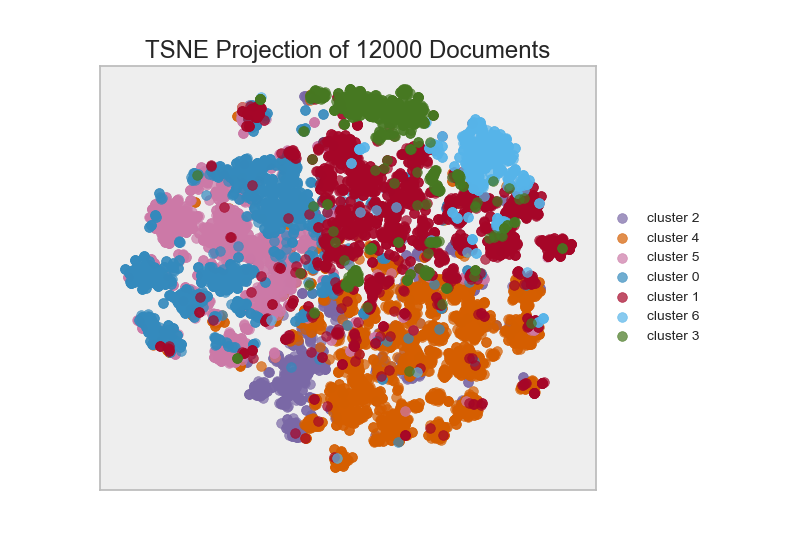 TSNE Projection of 12000 Documents
cluster 2
cluster 4
cluster 5
cluster 0
cluster 1
cluster 6
cluster 3